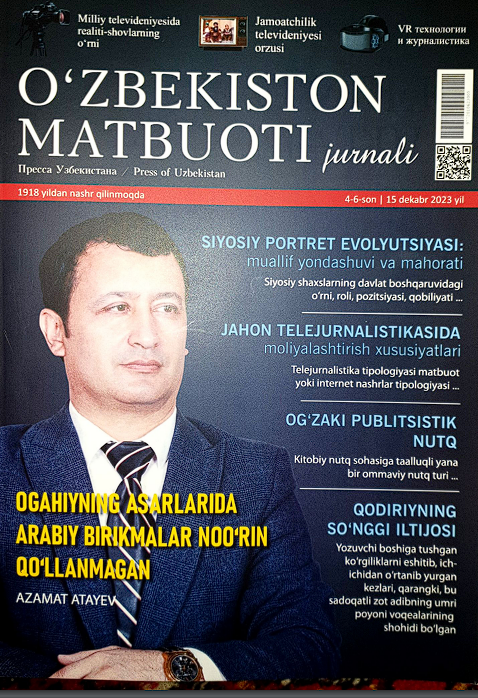 Milliy televideniyesida
realiti-shovlarning
o‘rni
Jamoatchilik
televideniyesi
orzusi
VR технологии
и журналистика
O‘ZBEKISTON
MATBUOTI jurnali
Пресса Узбекистана / Press of Uzbekistan
1918 yildan nashr qilinmoqda
4-6-son | 15 dekabr 2023 yil
SIYOSIY PORTRET EVOLYUTSIYASI:
muallif yondashuvi va mahorati
Siyosiy shaxslarning davlat boshqaruvidagi
o‘rni, roli, pozitsiyasi, qobiliyati ...
JAHON TELEJURNALISTIKASIDA
moliyalashtirish xususiyatlari
Telejurnalistika tipologiyasi matbuot
yoki internet nashrlar tipologiyasi ...
OG‘ZAKI PUBLITSISTIK
NUTQ
Kitobiy nutq sohasiga taalluqli yana
bir ommaviy nutq turi ...
QODIRIYNING
SO‘NGGI ILTIJOSI
Yozuvchi boshiga tushgan
ko‘rgiliklarni eshitib, ich-
ichidan o‘rtanib yurgan
kezlari, qarangki, bu
sadoqatli zot adibning umri
poyoni voqealarining
shohidi bo‘lgan
OGAHIYNING ASARLARIDA
ARABIY BIRIKMALAR NOO‘RIN
QO‘LLANMAGAN
AZAMAT ATAYEV